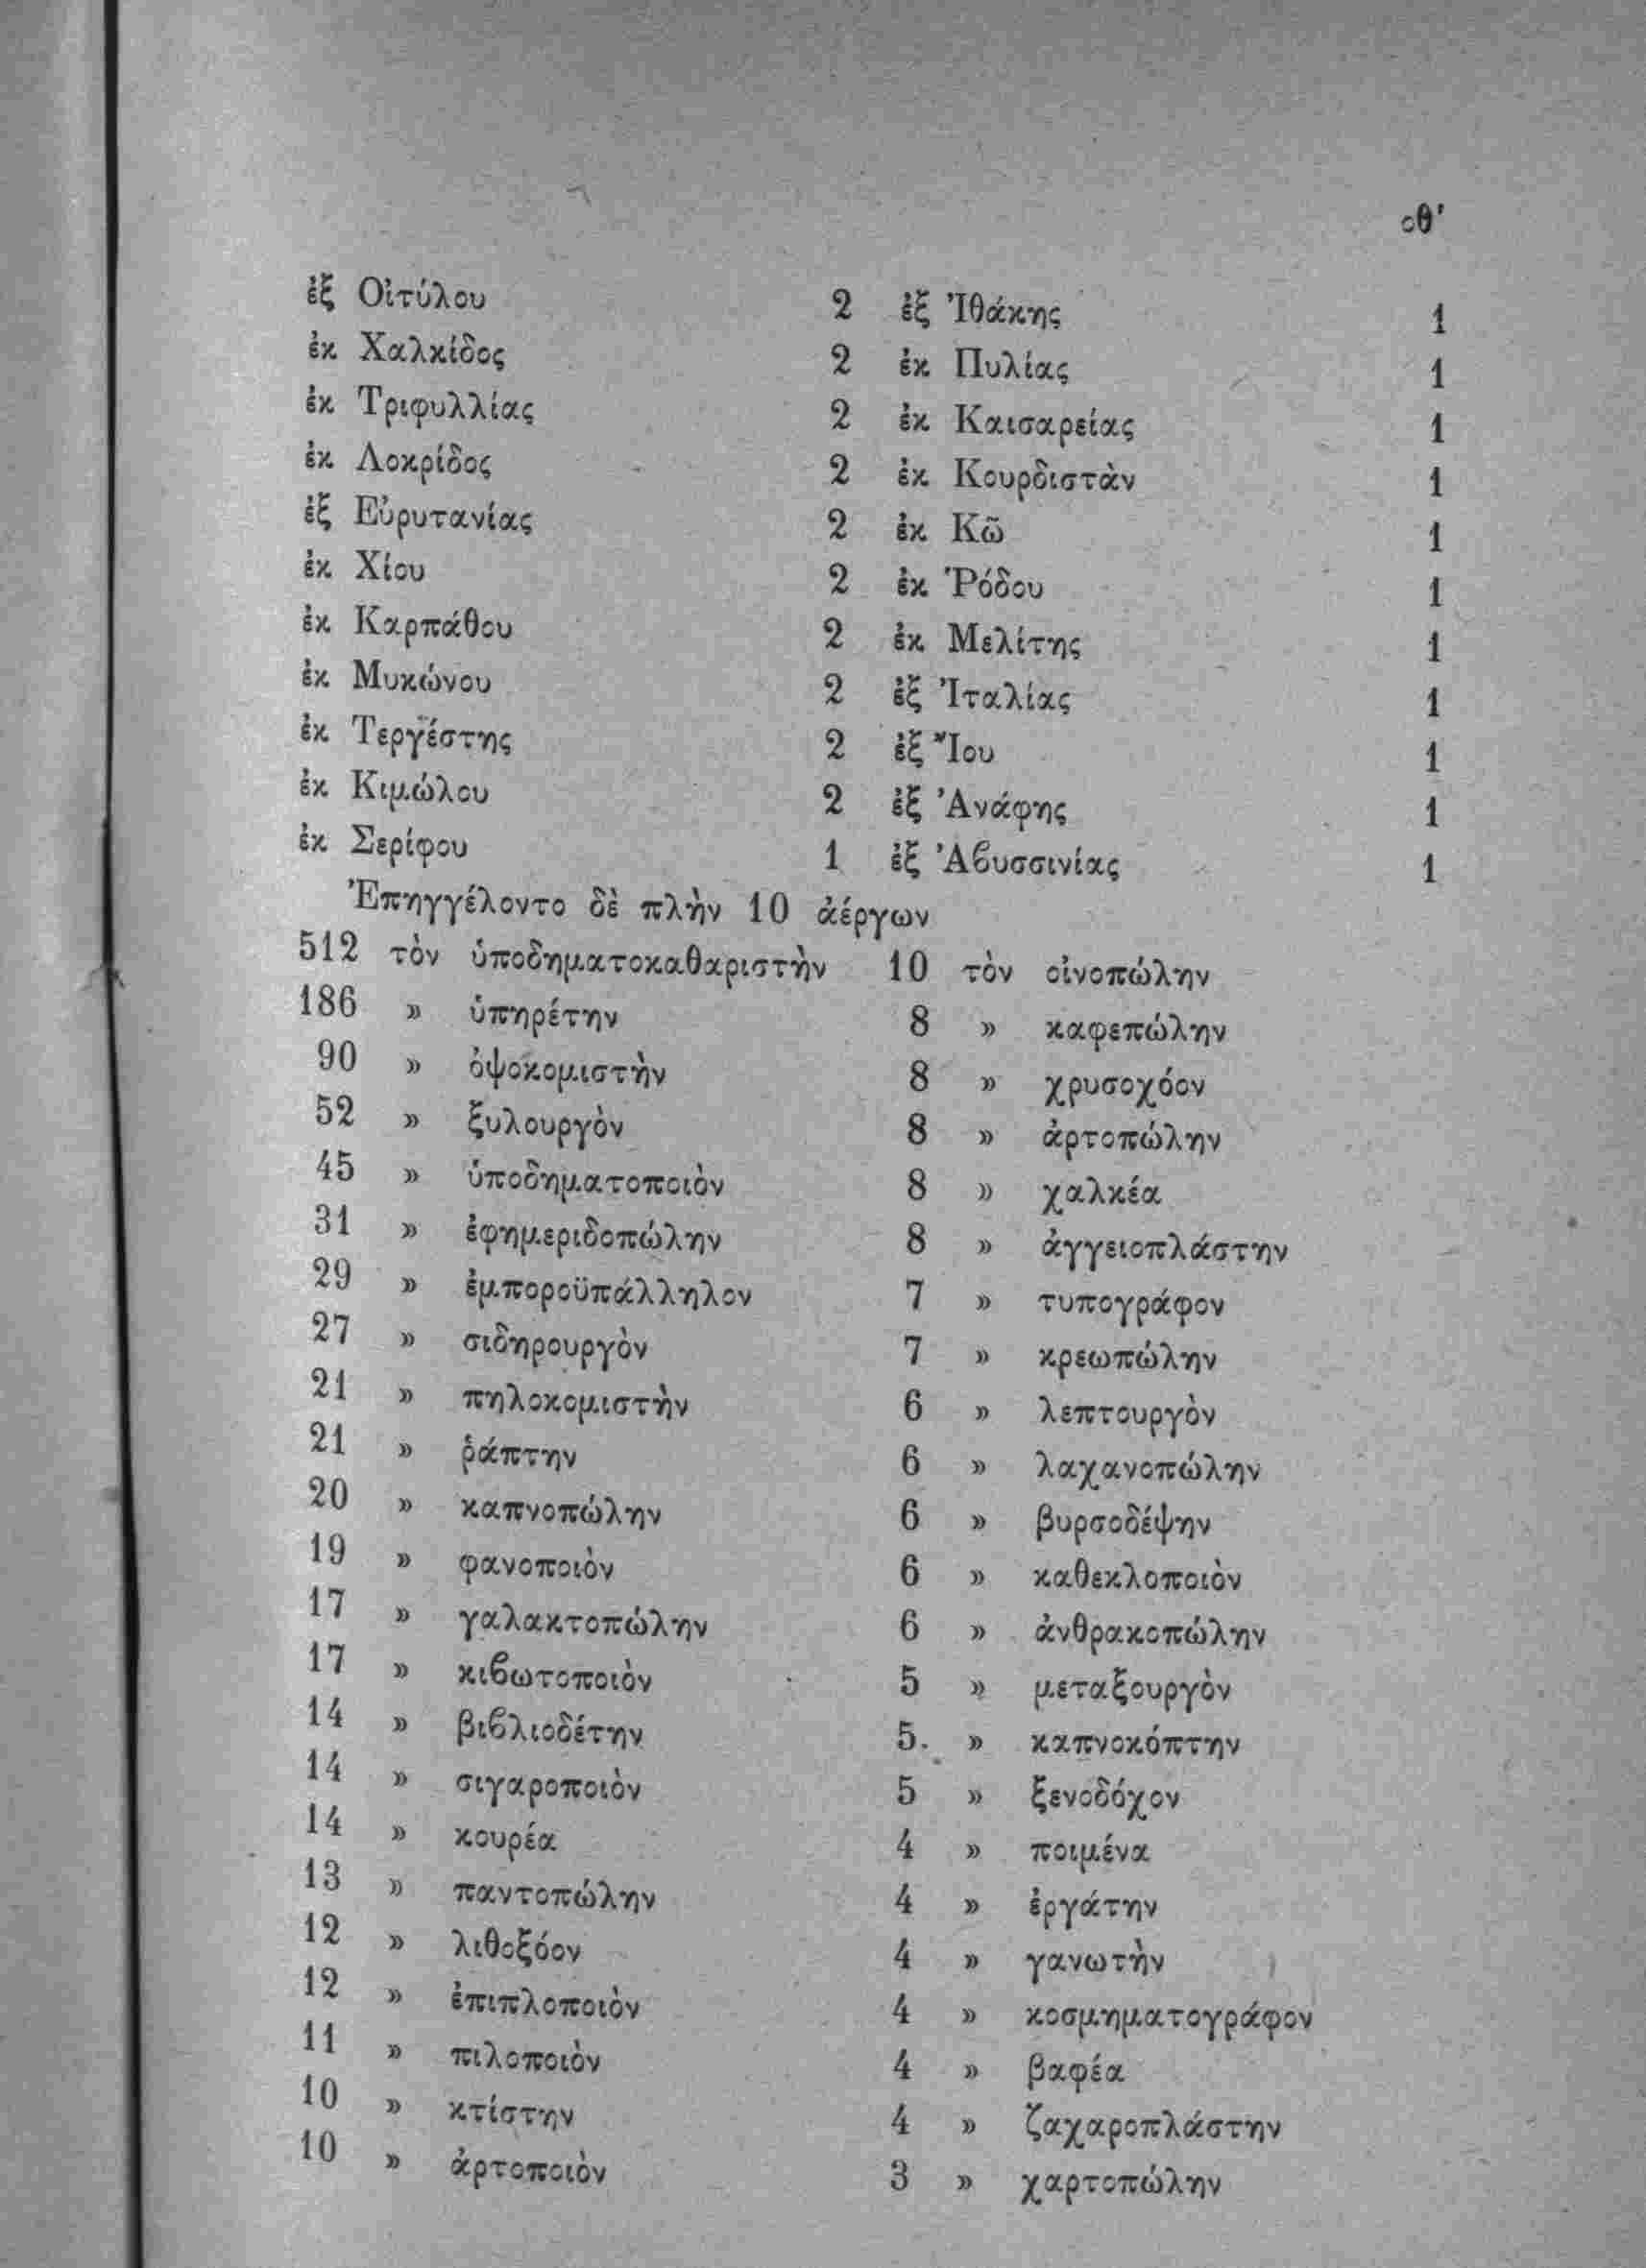 οθ'
ἐξ Οἰτύλου 2 ἐξ Ἰθάκης 1
ἐκ Χαλκίδος 2 ἐκ Πυλίας 1
ἐκ Τριφυλλίας 2 ἐκ Καισαρείας 1
ἐκ Λοκρίδος 2 ἐκ Κουρδιστὰν 1
ἐξ Εὐρυτανίας 2 ἐκ Κῶ 1
ἐκ Χίου 2 ἐκ Ῥόδου 1
ἐκ Καρπάθου 2 ἐκ Μελίτης 1
ἐκ Μυκώνου 2 ἐξ Ἰταλίας 1
ἐκ Τεργέστης 2 ἐξ Ἴου 1
ἐκ Κιμώλου 2 ἐξ Ἀνάφης 1
ἐκ Σερίφου 1 ἐξ Ἀϐυσσινίας 1
Ἐπηγγέλοντο δὲ πλὴν 10 ἀέργων
512 τὸν ὑποδηματοκαθαριστὴν 10 τὸν οἰνοπώλην
186 » ὑπηρέτην 8 » καφεπώλην
90 » ὀψοκομιστὴν 8 » χρυσοχόον
52 » ξυλουργὸν 8 » ἀρτοπώλην
45 » ὑποδηματοποιὸν 8 » χαλκέα
31 » ἐφημεριδοπώλην 8 » ἀγγειοπλάστην
29 » ἐμποροϋπάλληλον 7 » τυπογράφον
27 » σιδηρουργὸν 7 » κρεωπώλην
21 » πηλοκομιστὴν 6 » λεπτουργὸν
21 » ῥάπτην 6 » λαχανοπώλην
20 » καπνοπώλην 6 » βυρσοδέψην
19 » φανοποιὸν 6 » καθεκλοποιὸν
17 » γαλακτοπώλην 6 » ἀνθρακοπώλην
17 » κιϐωτοποιὸν 5 » μεταξουργὸν
14 » βιϐλιοδέτην 5. » καπνοκόπτην
14 » σιγαροποιὸν 5 » ξενοδόχον
14 » κουρέα 4 » ποιμένα
13 » παντοπώλην 4 » ἐργάτην
12 » λιθοξόον 4 » γανωτὴν
12 » ἐπιπλοποιὸν 4 » κοσμηματογράφον
11 » πιλοποιὸν 4 » βαφέα
10 » κτίστην 4 » ζαχαροπλάστην
10 » ἀρτοποιὸν 3 » χαρτοπώλην